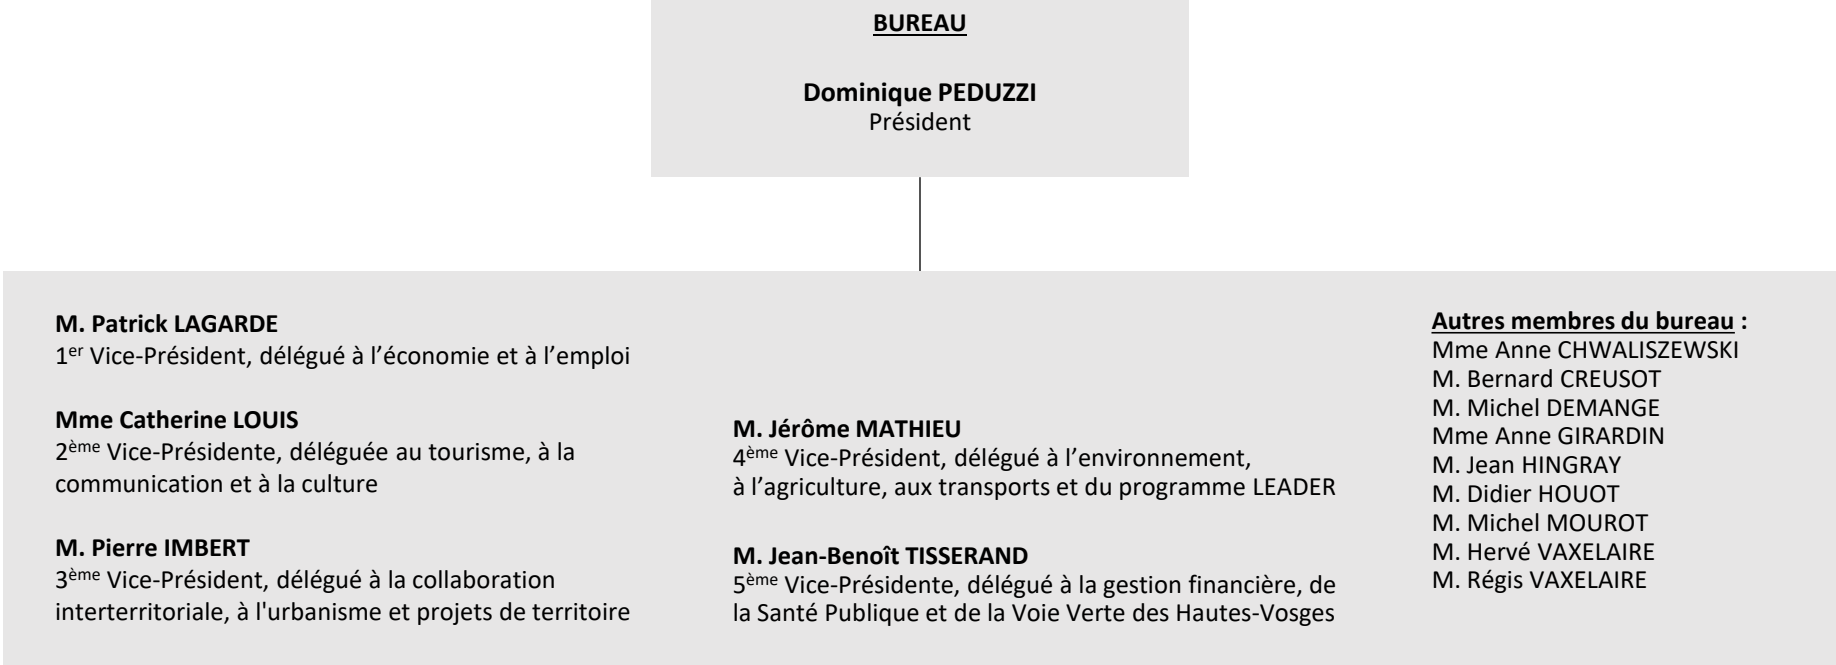 BUREAU
Dominique PEDUZZI
Président
M. Patrick LAGARDE
1er Vice-Président, délégué à l’économie et à l’emploi
Mme Catherine LOUIS
2ème Vice-Présidente, déléguée au tourisme, à la
communication et à la culture
M. Pierre IMBERT
3ème Vice-Président, délégué à la collaboration
interterritoriale, à l'urbanisme et projets de territoire
M. Jérôme MATHIEU
4ème Vice-Président, délégué à l’environnement,
à l’agriculture, aux transports et du programme LEADER
M. Jean-Benoît TISSERAND
5ème Vice-Présidente, délégué à la gestion financière, de
la Santé Publique et de la Voie Verte des Hautes-Vosges
Autres membres du bureau :
Mme Anne CHWALISZEWSKI
M. Bernard CREUSOT
M. Michel DEMANGE
Mme Anne GIRARDIN
M. Jean HINGRAY
M. Didier HOUOT
M. Michel MOUROT
M. Hervé VAXELAIRE
M. Régis VAXELAIRE